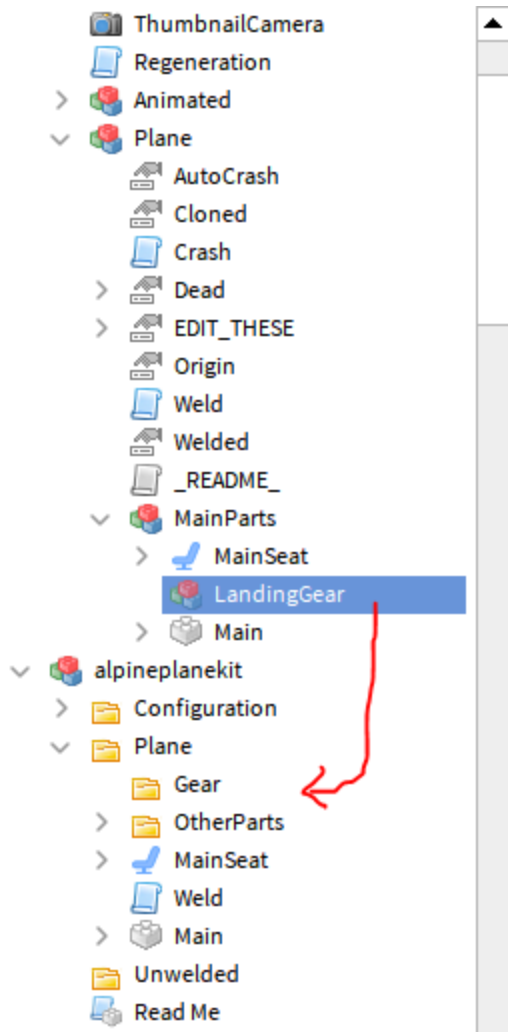 ThumbnailCamera
Regeneration
Animated
Plane
AutoCrash
Cloned
Crash
Dead
EDIT_THESE
Origin
Weld
Welded
_README_
MainParts
MainSeat
LandingGear
Main
alpineplanekit
Configuration
Plane
Gear
OtherParts
MainSeat
Weld
Main
Unwelded
Read Me